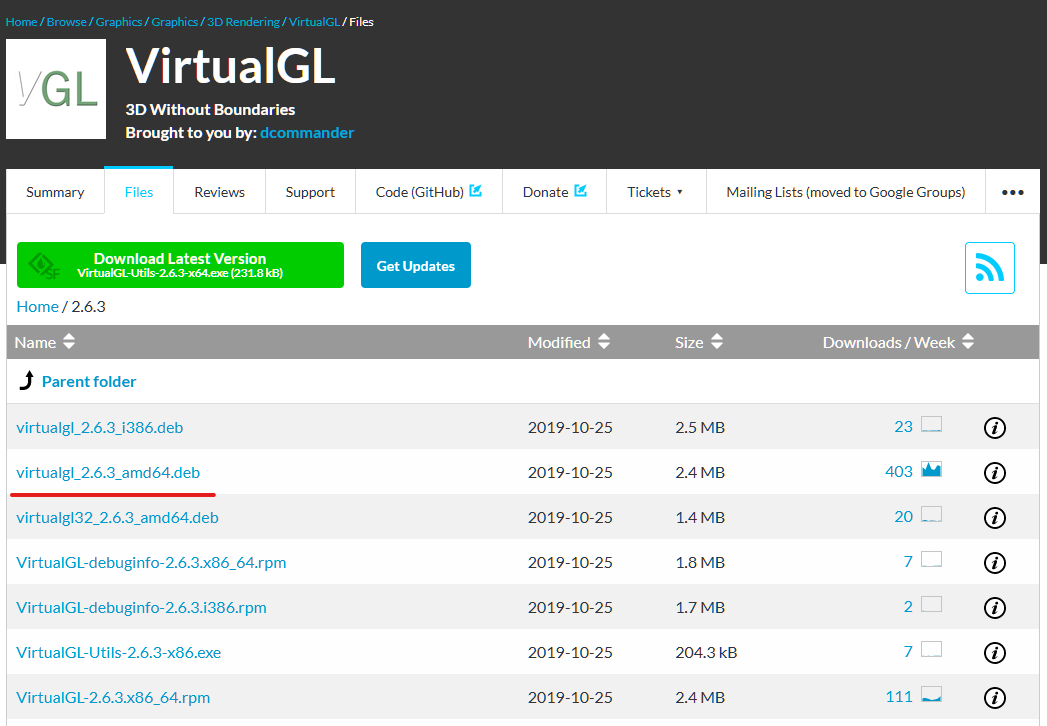 Home / Browse / Graphics / Graphics / 3D Rendering / VirtualGL / Files
VGL
VirtualGL
3D Without Boundaries
Brought to you by: dcommander
Summary Files Reviews Support Code (GitHub) Donate Tickets Mailing Lists (moved to Google Groups)
SF
Download Latest Version
VirtualGL-Utils-2.6.3-x64.exe (231.8 kB)
Get Updates
Home / 2.6.3
Name Modified Size Downloads / Week
Parent folder
virtualgl_2.6.3_i386.deb 2019-10-25 2.5 MB 23
virtualgl_2.6.3_amd64.deb 2019-10-25 2.4 MB 403
virtualgl32_2.6.3_amd64.deb 2019-10-25 1.4 MB 20
VirtualGL-debuginfo-2.6.3.x86_64.rpm 2019-10-25 1.8 MB 7
VirtualGL-debuginfo-2.6.3.i386.rpm 2019-10-25 1.7 MB 2
VirtualGL-Utils-2.6.3-x86.exe 2019-10-25 204.3 kB 7
VirtualGL-2.6.3.x86_64.rpm 2019-10-25 2.4 MB 111